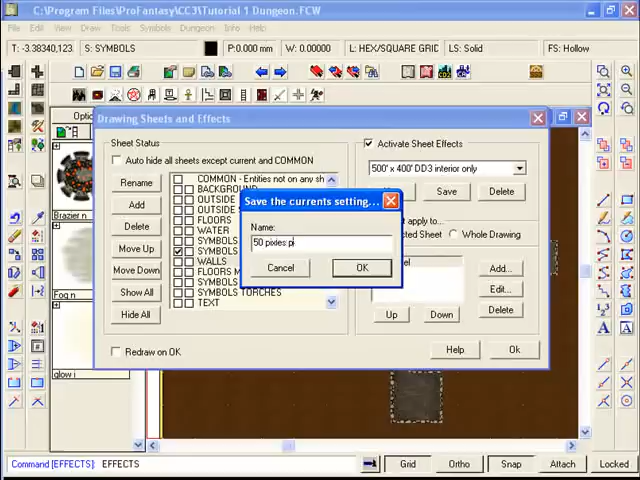 C:\Program Files\ProFantasy\CC3\Tutorial 1 Dungeon.FCW
File Edit View Draw Tools Symbols Dungeon Info Help
T: -3.38340,123 S: SYMBOLS P:0.000 mm W: 0.00000 L: HEX/SQUARE GRID LS: Solid FS: Hollow
Opti
Brazier n
Fog n
glow i
Drawing Sheets and Effects
Sheet Status
Auto hide all sheets except current and COMMON
Rename
Add
Delete
Move Up
Move Down
Show All
Hide All
COMMON - Entities not on any sh
BACKGROUN
OUTSIDE
OUTSIDE
FLOORS
WATER
SYMBOLS
SYMBOLS
WALLS
FLOORS M
SYMBOLS
SYMBOLS TORCHES
TEXT
Redraw on OK
Activate Sheet Effects
500' x 400' DD3 interior only
Save
Delete
t apply to...
cted Sheet
Whole Drawing
el
Add...
Edit...
Delete
Up
Down
Help
Ok
Save the currents setting...
Name:
50 pixles p
Cancel
OK
Command [EFFECTS]: EFFECTS
Grid Ortho Snap Attach Locked